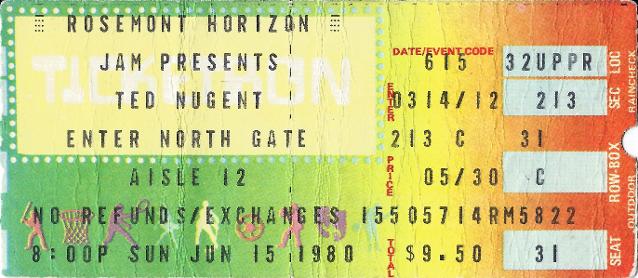 ROSEMONT HORIZON
JAM PRESENTS
TICKETRON
TED NUGENT
ENTER NORTH GATE
AISLE 12
NO REFUNDS/EXCHANGES 15505714RM5822
8:00P SUN JUN 15 1980
DATE/EVENT CODE
615
0314/12
ENTER
213 C 31
PRICE
05/30
TOTAL
$9.50
32UPPR LOC
213 SEC
C ROW-BOX
31 SEAT
RAINCHECK
OUTDOOR